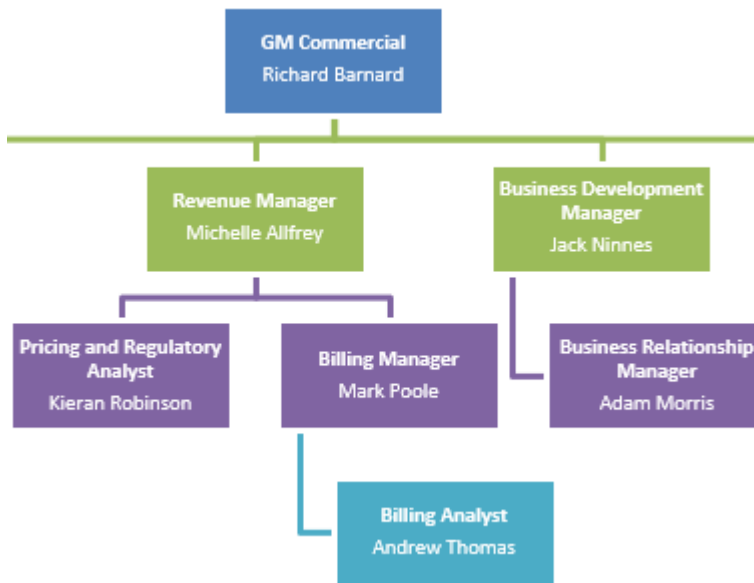 GM Commercial
Richard Barnard
Revenue Manager
Michelle Allfrey
Business Development
Manager
Jack Ninnes
Pricing and Regulatory
Analyst
Kieran Robinson
Billing Manager
Mark Poole
Business Relationship
Manager
Adam Morris
Billing Analyst
Andrew Thomas